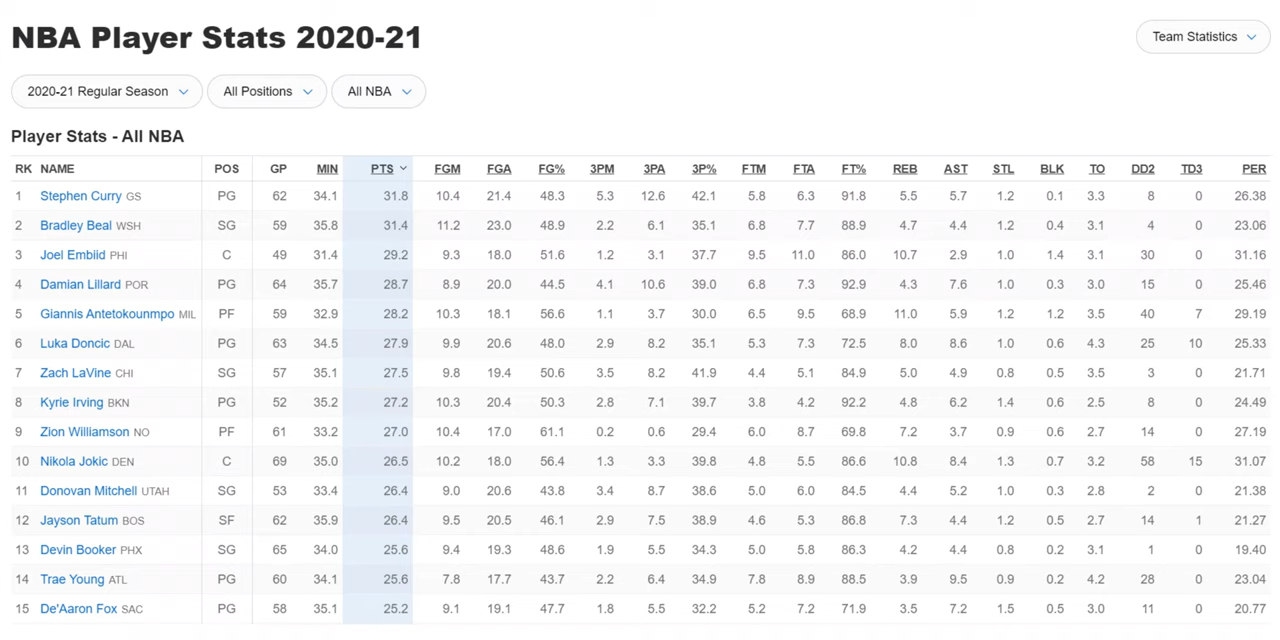 NBA Player Stats 2020-21
Team Statistics
2020-21 Regular Season All Positions All NBA
Player Stats - All NBA
RK NAME POS GP MIN PTS FGM FGA FG% 3PM 3PA 3P% FTM FTA FT% REB AST STL BLK TO DD2 TD3 PER
1 Stephen Curry GS PG 62 34.1 31.8 10.4 21.4 48.3 5.3 12.6 42.1 5.8 6.3 91.8 5.5 5.7 1.2 0.1 3.3 8 0 26.38
2 Bradley Beal WSH SG 59 35.8 31.4 11.2 23.0 48.9 2.2 6.1 35.1 6.8 7.7 88.9 4.7 4.4 1.2 0.4 3.1 4 0 23.06
3 Joel Embiid PHI C 49 31.4 29.2 9.3 18.0 51.6 1.2 3.1 37.7 9.5 11.0 86.0 10.7 2.9 1.0 1.4 3.1 30 0 31.16
4 Damian Lillard POR PG 64 35.7 28.7 8.9 20.0 44.5 4.1 10.6 39.0 6.8 7.3 92.9 4.3 7.6 1.0 0.3 3.0 15 0 25.46
5 Giannis Antetokounmpo MIL PF 59 32.9 28.2 10.3 18.1 56.6 1.1 3.7 30.0 6.5 9.5 68.9 11.0 5.9 1.2 1.2 3.5 40 7 29.19
6 Luka Doncic DAL PG 63 34.5 27.9 9.9 20.6 48.0 2.9 8.2 35.1 5.3 7.3 72.5 8.0 8.6 1.0 0.6 4.3 25 10 25.33
7 Zach LaVine CHI SG 57 35.1 27.5 9.8 19.4 50.6 3.5 8.2 41.9 4.4 5.1 84.9 5.0 4.9 0.8 0.5 3.5 3 0 21.71
8 Kyrie Irving BKN PG 52 35.2 27.2 10.3 20.4 50.3 2.8 7.1 39.7 3.8 4.2 92.2 4.8 6.2 1.4 0.6 2.5 8 0 24.49
9 Zion Williamson NO PF 61 33.2 27.0 10.4 17.0 61.1 0.2 0.6 29.4 6.0 8.7 69.8 7.2 3.7 0.9 0.6 2.7 14 0 27.19
10 Nikola Jokic DEN C 69 35.0 26.5 10.2 18.0 56.4 1.3 3.3 39.8 4.8 5.5 86.6 10.8 8.4 1.3 0.7 3.2 58 15 31.07
11 Donovan Mitchell UTAH SG 53 33.4 26.4 9.0 20.6 43.8 3.4 8.7 38.6 5.0 6.0 84.5 4.4 5.2 1.0 0.3 2.8 2 0 21.38
12 Jayson Tatum BOS SF 62 35.9 26.4 9.5 20.5 46.1 2.9 7.5 38.9 4.6 5.3 86.8 7.3 4.4 1.2 0.5 2.7 14 1 21.27
13 Devin Booker PHX SG 65 34.0 25.6 9.4 19.3 48.6 1.9 5.5 34.3 5.0 5.8 86.3 4.2 4.4 0.8 0.2 3.1 1 0 19.40
14 Trae Young ATL PG 60 34.1 25.6 7.8 17.7 43.7 2.2 6.4 34.9 7.8 8.9 88.5 3.9 9.5 0.9 0.2 4.2 28 0 23.04
15 De'Aaron Fox SAC PG 58 35.1 25.2 9.1 19.1 47.7 1.8 5.5 32.2 5.2 7.2 71.9 3.5 7.2 1.5 0.5 3.0 11 0 20.77